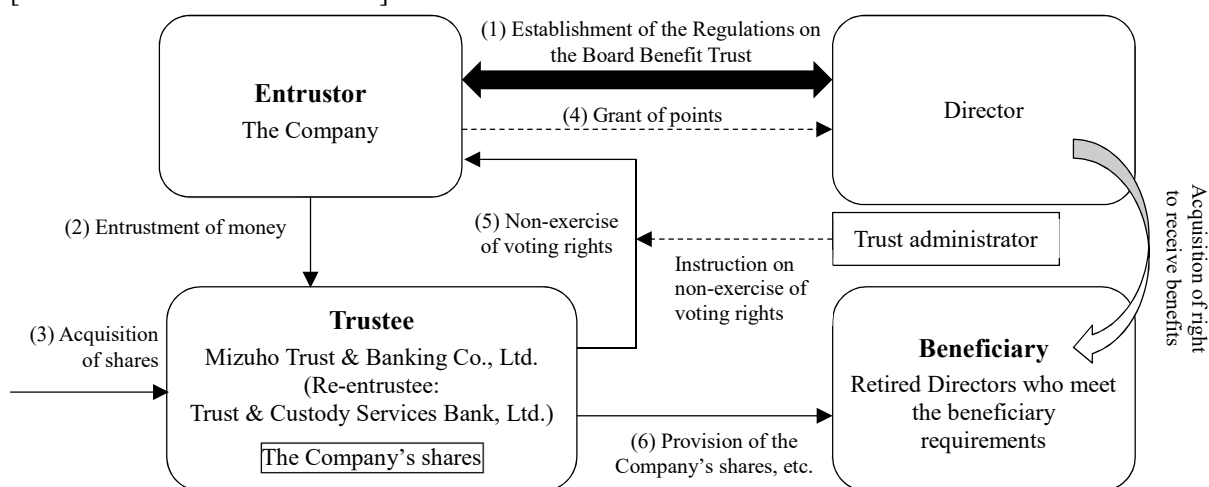 (1) Establishment of the Regulations on
the Board Benefit Trust
Entrustor
The Company
(4) Grant of points
Director
(2) Entrustment of money
(5) Non-exercise
of voting rights
Trust administrator
Instruction on
non-exercise of
voting rights
Acquisition of right
to receive benefits
(3) Acquisition
of shares
Trustee
Mizuho Trust & Banking Co., Ltd.
(Re-entrustee:
Trust & Custody Services Bank, Ltd.)
The Company’s shares
(6) Provision of the
Company’s shares, etc.
Beneficiary
Retired Directors who meet
the beneficiary
requirements